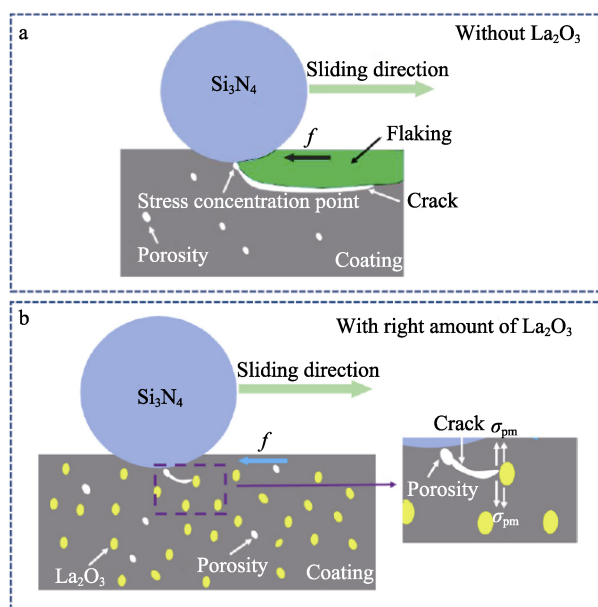 a
Without La₂O₃
Si₃N₄
Sliding direction
f
Flaking
Stress concentration point
Crack
Porosity
Coating
b
With right amount of La₂O₃
Si₃N₄
Sliding direction
f
Crack
σpm
Porosity
σpm
La₂O₃
Porosity
Coating